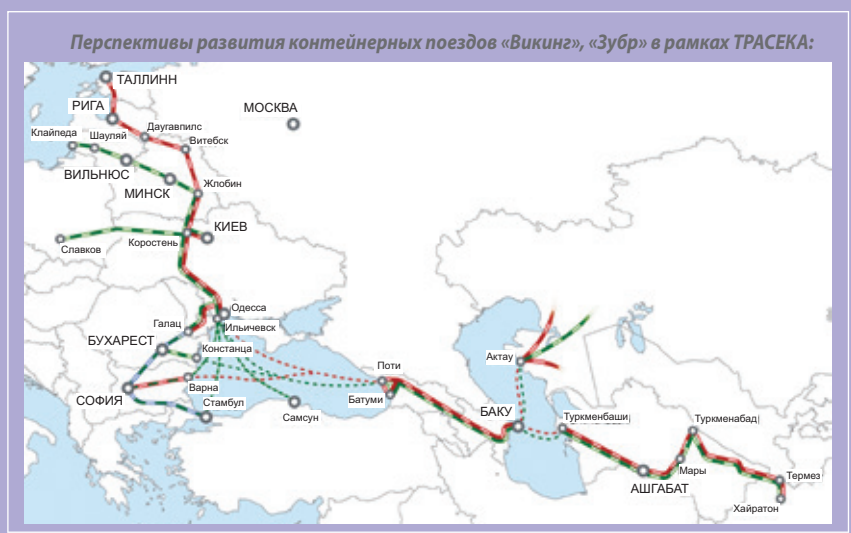 Перспективы развития контейнерных поездов «Викинг», «Зубр» в рамках ТРАСЕКА:
ТАЛЛИНН
РИГА
МОСКВА
Клайпеда
Шауляй
Даугавпилс
Витебск
ВИЛЬНЮС
МИНСК
Жлобин
КИЕВ
Славков
Коростень
Одесса
Галац
Ильичевск
БУХАРЕСТ
Констанца
Актау
Поти
Варна
СОФИЯ
Стамбул
Самсун
Батуми
БАКУ
Туркменбаши
Туркменабад
Мары
Термез
АШГАБАТ
Хайратон